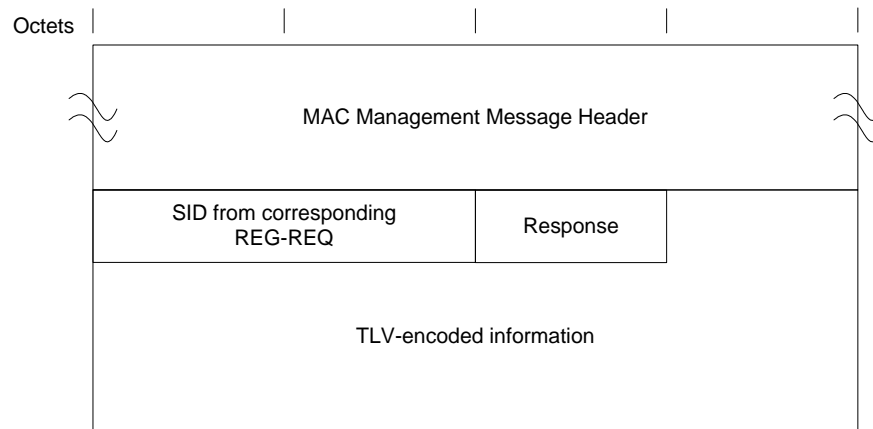 Octets
MAC Management Message Header
SID from corresponding
REG-REQ
Response
TLV-encoded information